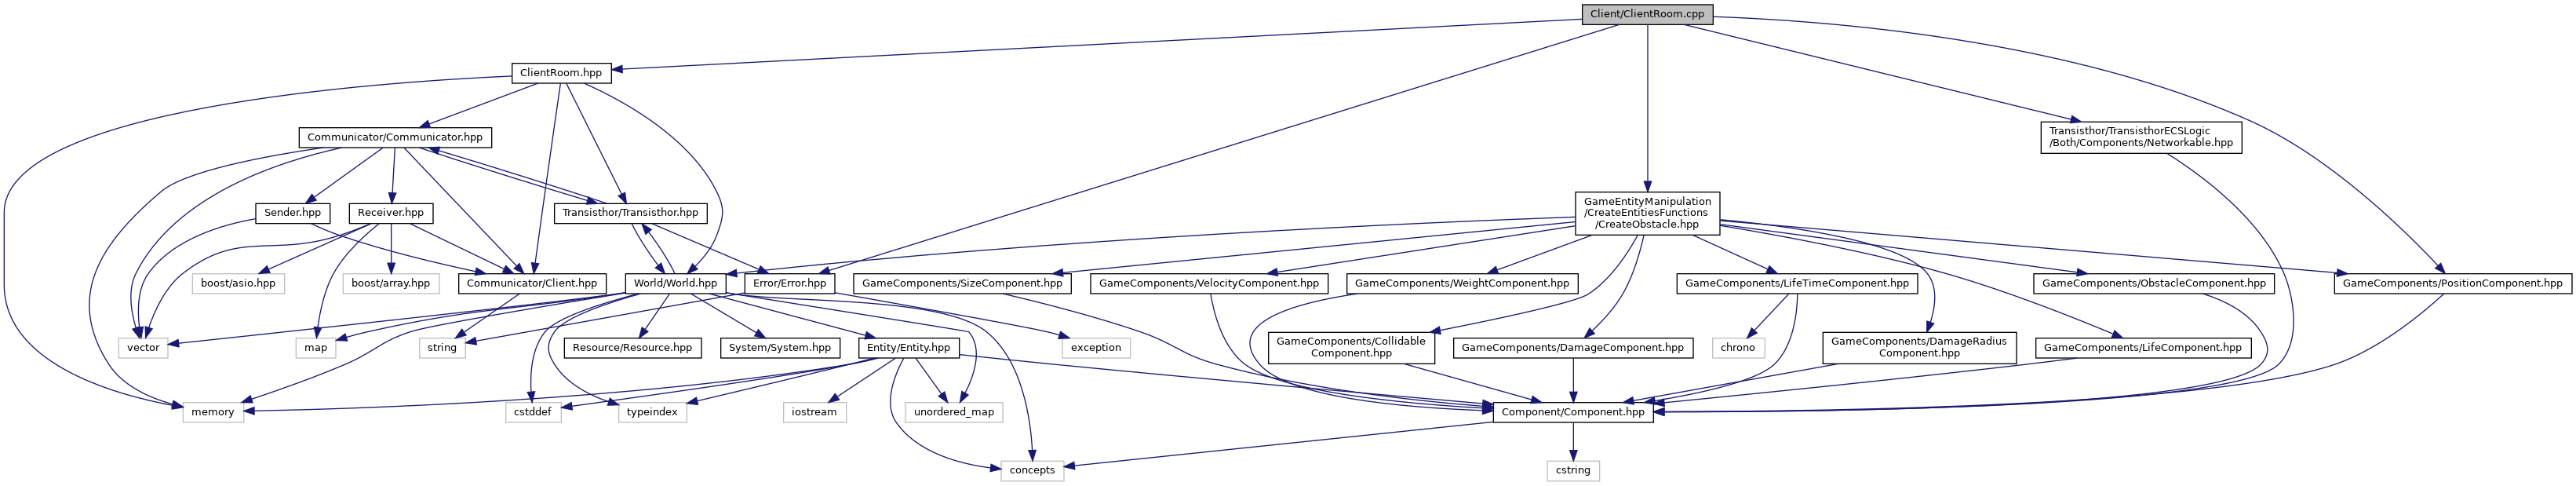 Client/ClientRoom.cpp
ClientRoom.hpp
Communicator/Communicator.hpp
Transisthor/TransisthorECSLogic
/Both/Components/Networkable.hpp
Sender.hpp
Receiver.hpp
Transisthor/Transisthor.hpp
GameEntityManipulation
/CreateEntitiesFunctions
/CreateObstacle.hpp
boost/asio.hpp
boost/array.hpp
Communicator/Client.hpp
World/World.hpp
Error/Error.hpp
GameComponents/SizeComponent.hpp
GameComponents/VelocityComponent.hpp
GameComponents/WeightComponent.hpp
GameComponents/LifeTimeComponent.hpp
GameComponents/ObstacleComponent.hpp
GameComponents/PositionComponent.hpp
vector
map
string
Resource/Resource.hpp
System/System.hpp
Entity/Entity.hpp
exception
GameComponents/Collidable
Component.hpp
GameComponents/DamageComponent.hpp
chrono
GameComponents/DamageRadius
Component.hpp
GameComponents/LifeComponent.hpp
memory
cstddef
typeindex
iostream
unordered_map
Component/Component.hpp
concepts
cstring